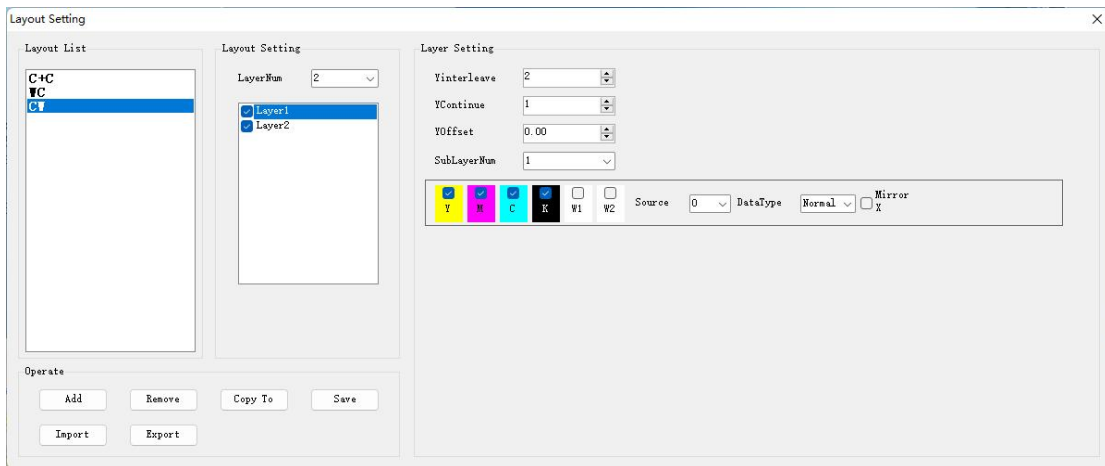 Layout Setting
Layout List
C+C
WC
CW
Layout Setting
LayerNum 2
Layer1
Layer2
Layer Setting
Yinterleave 2
YContinue 1
YOffset 0.00
SubLayerNum 1
Y M C K W1 W2 Source 0 DataType Normal Mirror X
Operate
Add Remove Copy To Save
Import Export